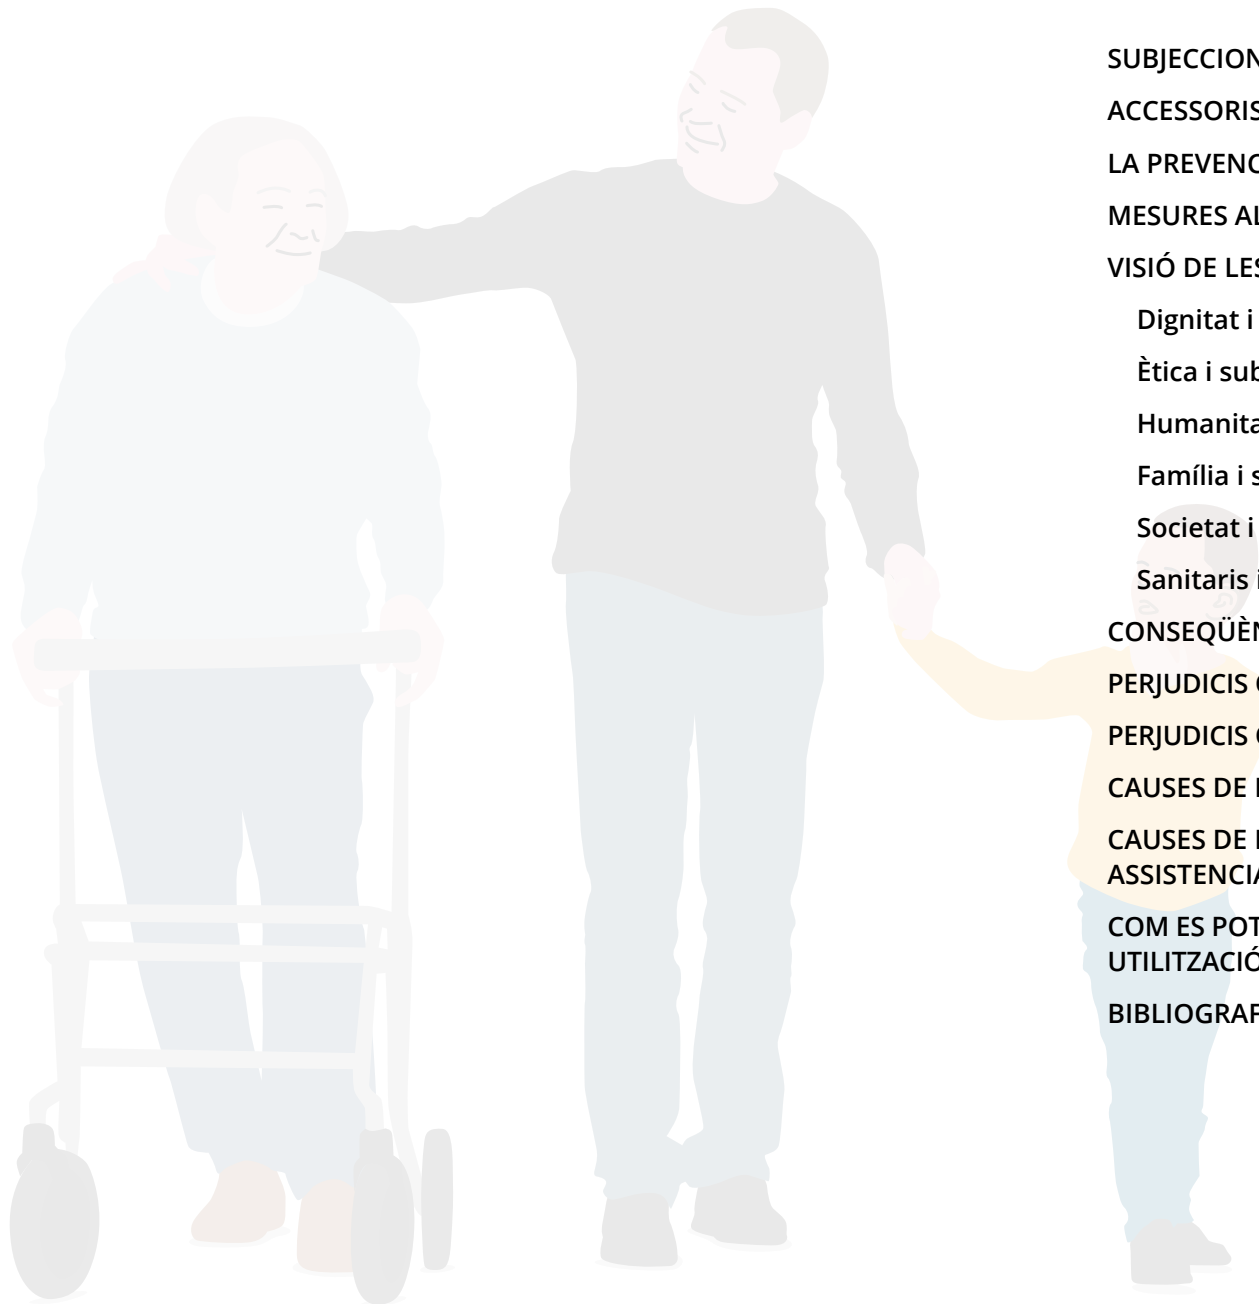 SUBJECCION
ACCESSORIS
LA PREVENC
MESURES AL
VISIÓ DE LES
Dignitat i
Ètica i sub
Humanita
Família i s
Societat i
Sanitaris i
CONSEQÜÈN
PERJUDICIS
PERJUDICIS
CAUSES DE
CAUSES DE
ASSISTENCIA
COM ES POT
UTILITZACIÓ
BIBLIOGRAF